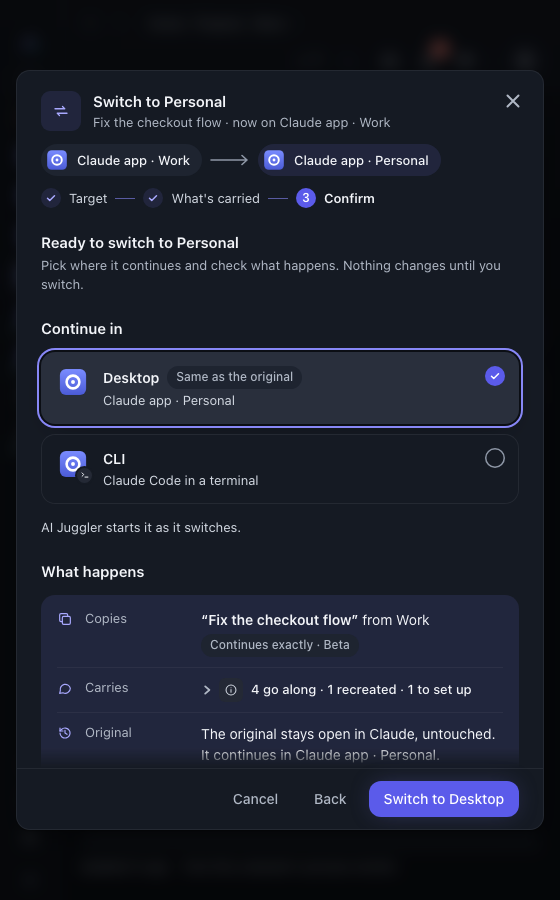 Switch to Personal
Fix the checkout flow · now on Claude app · Work
Claude app · Work
Claude app · Personal
Target
What's carried
3
Confirm
Ready to switch to Personal
Pick where it continues and check what happens. Nothing changes until you
switch.
Continue in
Desktop
Same as the original
Claude app · Personal
CLI
Claude Code in a terminal
AI Juggler starts it as it switches.
What happens
Copies
“Fix the checkout flow” from Work
Continues exactly · Beta
Carries
4 go along · 1 recreated · 1 to set up
Original
The original stays open in Claude, untouched.
It continues in Claude app · Personal.
Cancel
Back
Switch to Desktop